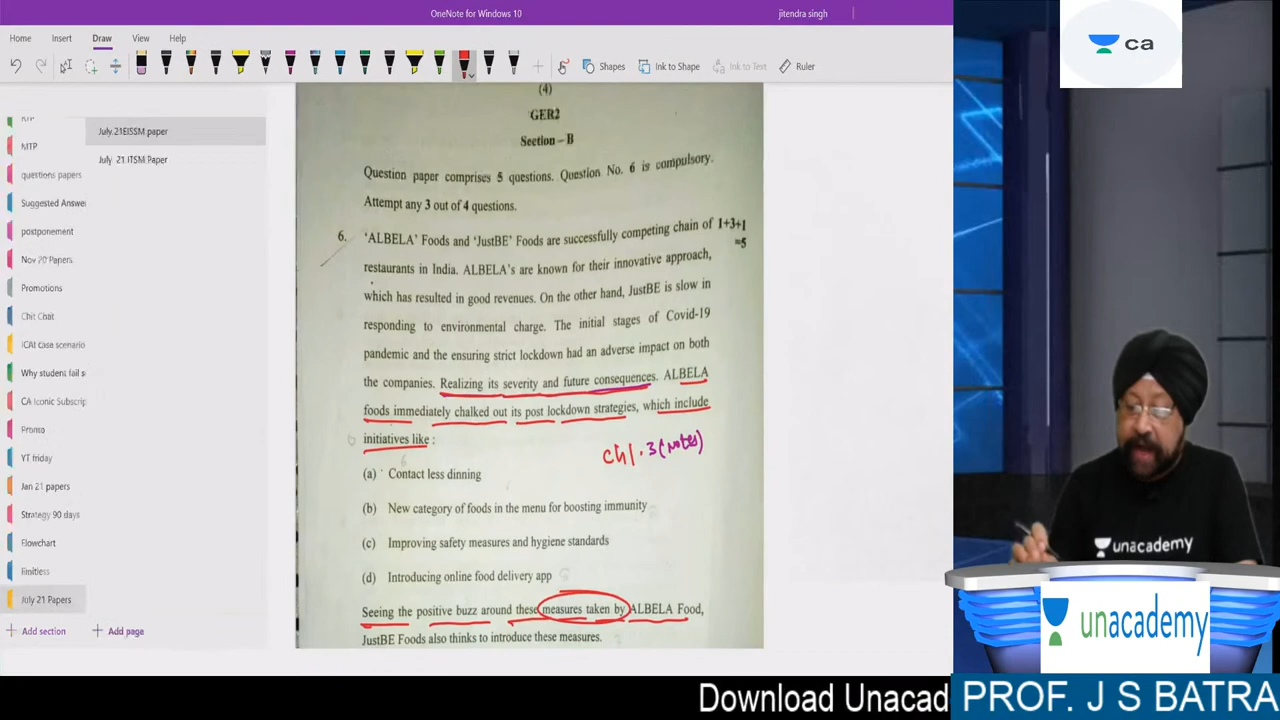 OneNote for Windows 10
jitendra singh
Home
Insert
Draw
View
Help
Shapes
Ink to Shape
Ink to Text
Ruler
MTP
questions papers
Suggested Answe
postponement
Nov 20 Papers
Promotions
Chit Chat
ICAI Case scenario
Why student fail s
CA Iconic Subscrip
Promo
YT friday
Jan 21 papers
Strategy 90 days
Flowchart
limitless
July 21 Papers
Add section
Add page
July.21EISSM.paper
July 21 ITSM Paper
(4)
GER2
Section – B
Question paper comprises 5 questions. Question No. 6 is compulsory.
Attempt any 3 out of 4 questions.
6. 'ALBELA' Foods and 'JustBE' Foods are successfully competing chain of 1+3+1
=5
restaurants in India. ALBELA's are known for their innovative approach,
which has resulted in good revenues. On the other hand, JustBE is slow in
responding to environmental charge. The initial stages of Covid-19
pandemic and the ensuring strict lockdown had an adverse impact on both
the companies. Realizing its severity and future consequences. ALBELA
foods immediately chalked out its post lockdown strategies, which include
initiatives like :
ch1.3 (notes)
(a) Contact less dinning
(b) New category of foods in the menu for boosting immunity
(c) Improving safety measures and hygiene standards
(d) Introducing online food delivery app
Seeing the positive buzz around these measures taken by ALBELA Food,
JustBE Foods also thinks to introduce these measures.
ca
unacademy
unacademy
Download Unacad
PROF. J S BATRA